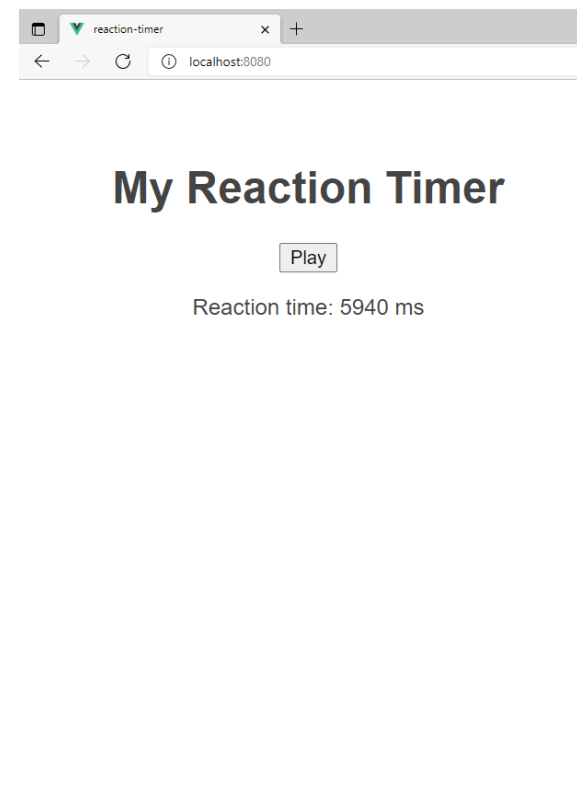 reaction-timer
localhost:8080
My Reaction Timer
Play
Reaction time: 5940 ms